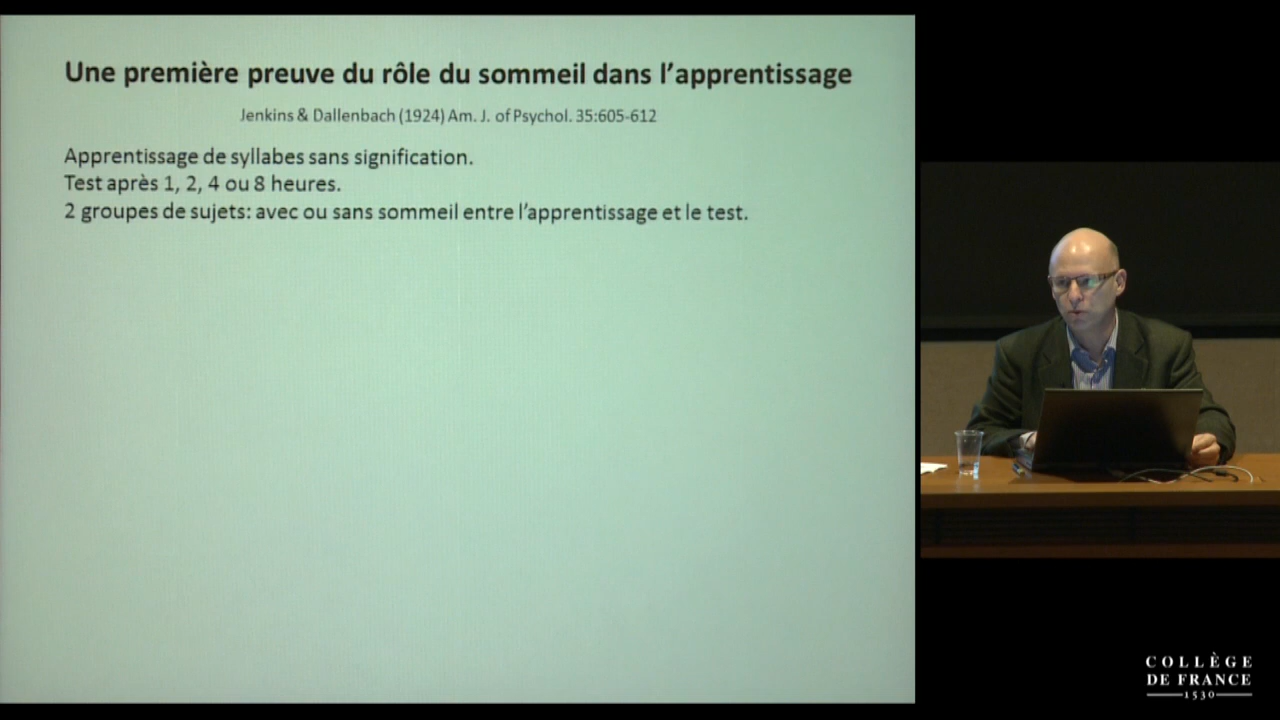 Une première preuve du rôle du sommeil dans l'apprentissage
Jenkins & Dallenbach (1924) Am. J. of Psychol. 35:605-612
Apprentissage de syllabes sans signification.
Test après 1, 2, 4 ou 8 heures.
2 groupes de sujets: avec ou sans sommeil entre l'apprentissage et le test.
COLLÈGE
DE FRANCE
1530